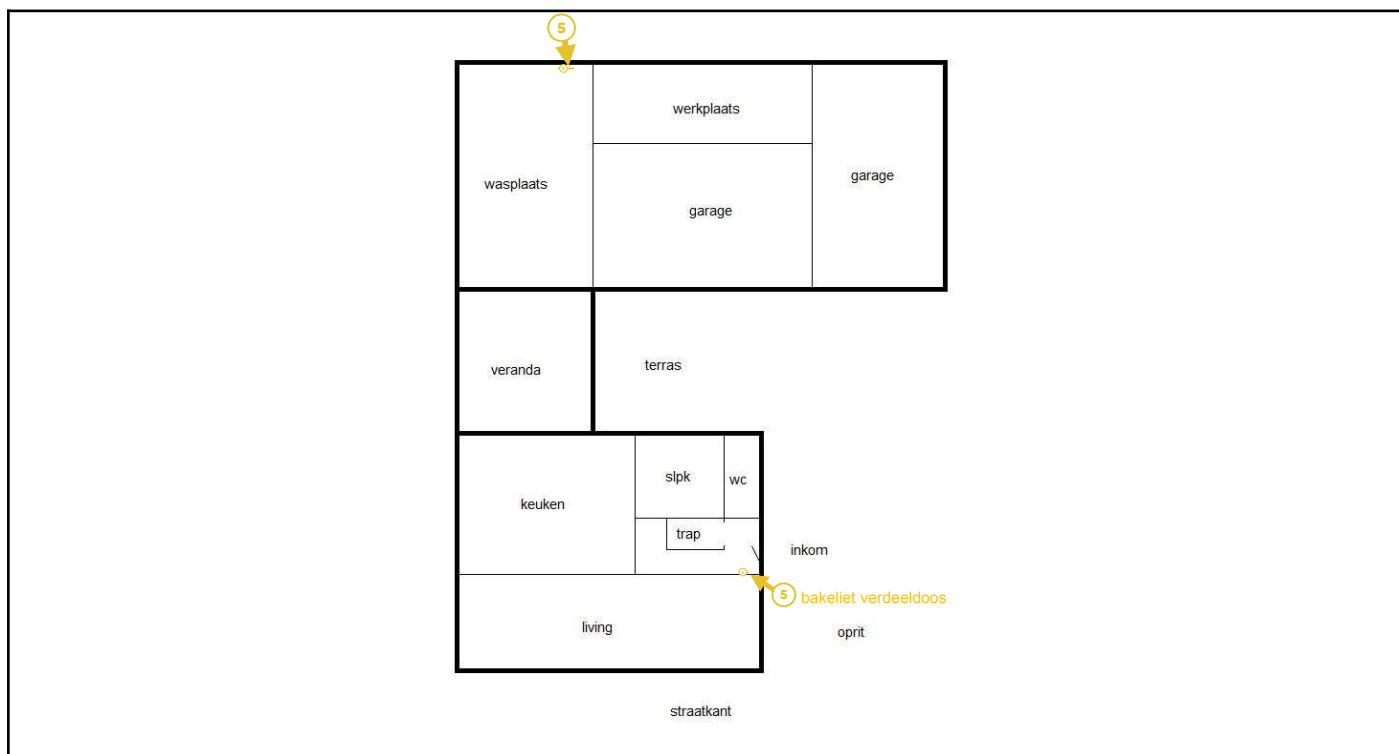 5
werkplaats
wasplaats
garage
garage
veranda
terras
keuken
slpk
wc
trap
inkom
5 bakeliet verdeeldoos
living
oprit
straatkant